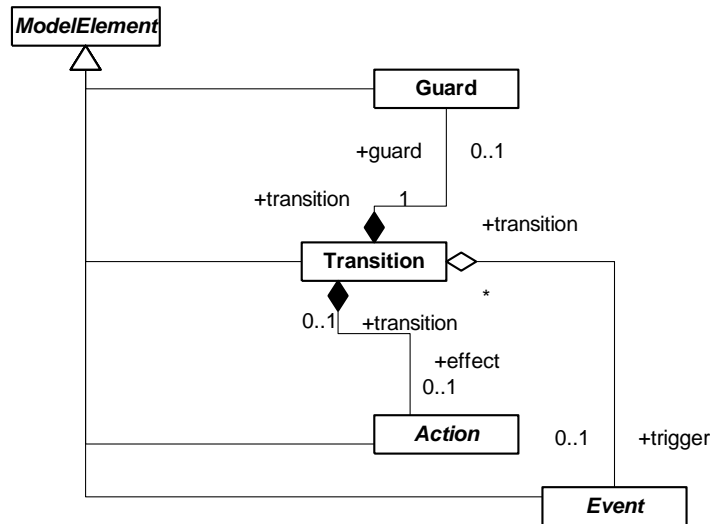 ModelElement
Guard
+guard
0..1
+transition
1
+transition
Transition
*
0..1
+transition
+effect
0..1
Action
0..1
+trigger
Event